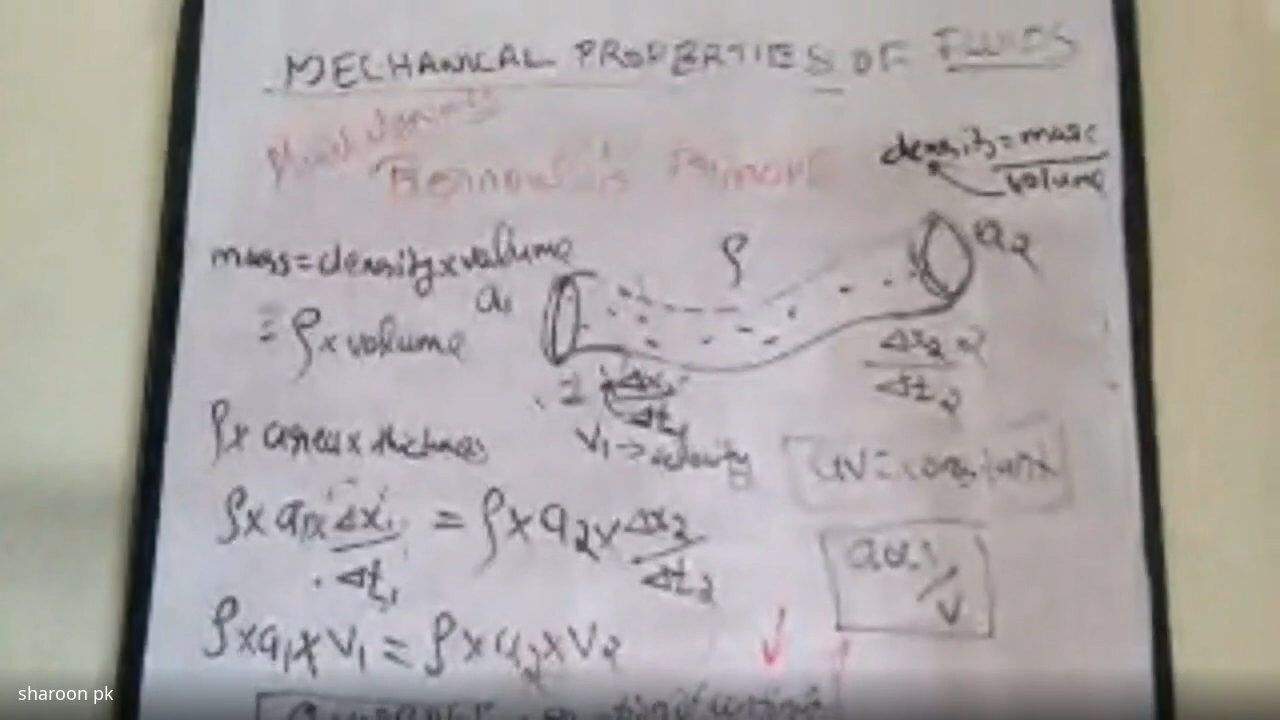 MECHANICAL PROPERTIES OF FLUIDS
density = mass
volume
mass = density x volume
a₁
ρ
a₂
= ρ x volume
Δx₁
Δt₁
Δx₂
Δt₂
v₁ → velocity
ρ x area x thickness
av = constant
ρ x a₁ x Δx₁/Δt₁ = ρ x a₂ x Δx₂/Δt₂
a α 1/v
ρ x a₁ x v₁ = ρ x a₂ x v₂
sharoon pk